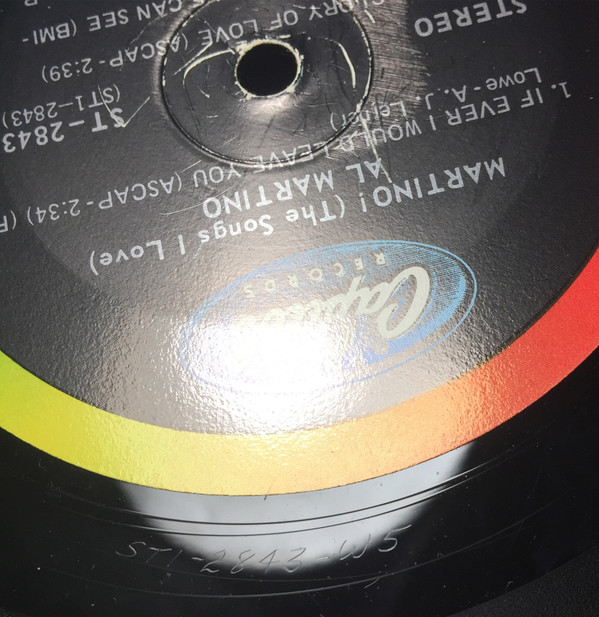 Capitol
RECORDS
MARTINO! (The Songs I Love)
AL MARTINO
STEREO
ST-2843
(ST1-2843)
1. IF EVER I WOULD LEAVE YOU (ASCAP-2:34) (F
Lowe-A. J. Lerner)
GLORY OF LOVE (ASCAP-2:39)
CAN SEE (BMI-
ST1-2843-W5